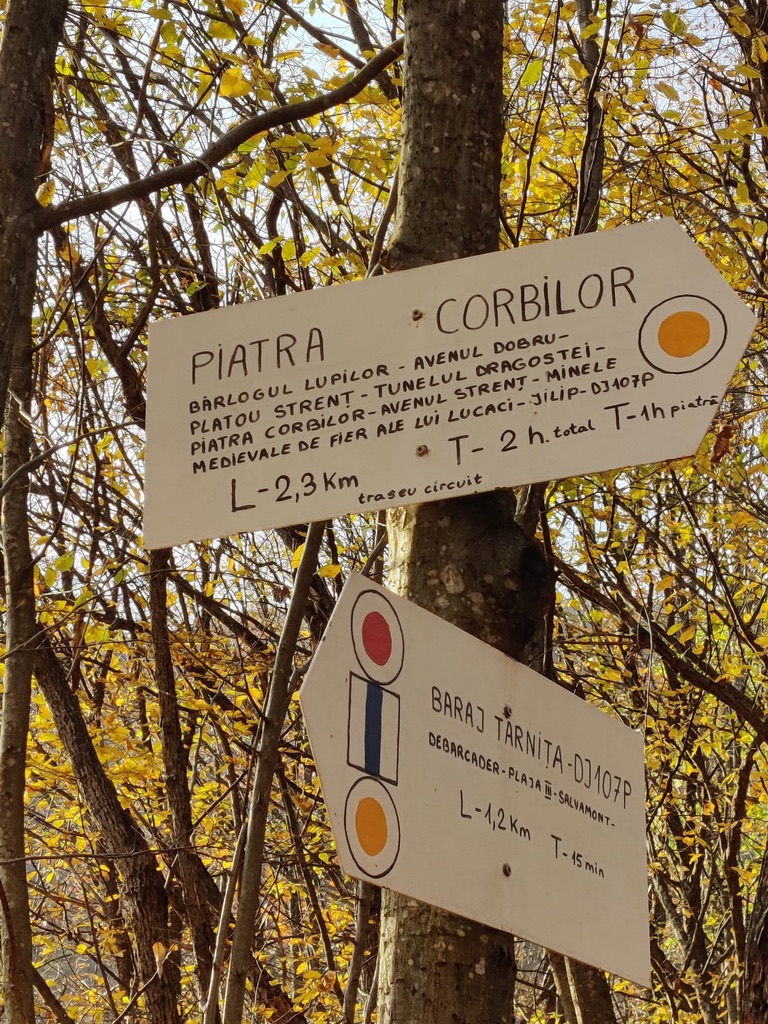 PIATRA CORBILOR
BÂRLOGUL LUPILOR - AVENUL DOBRU-
PLATOU STRENȚ - TUNELUL DRAGOSTEI-
PIATRA CORBILOR - AVENUL STRENȚ - MINELE
MEDIEVALE DE FIER ALE LUI LUCACI - JILIP - DJ107P
L - 2,3 Km T - 2 h. total T - 1h piatră
traseu circuit
BARAJ TARNIȚA - DJ107P
DEBARCADER - PLAJA III - SALVAMONT-
L - 1,2 Km T - 15 min